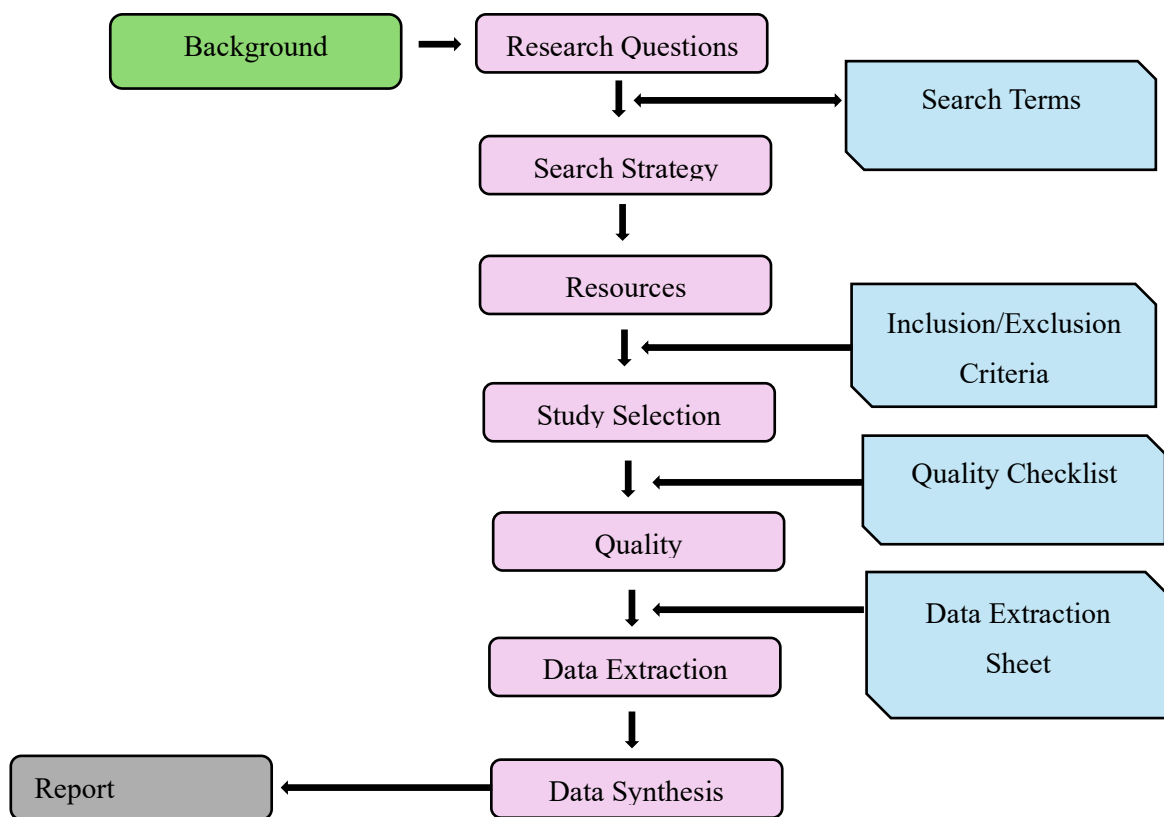 Background
Research Questions
Search Terms
Search Strategy
Resources
Inclusion/Exclusion
Criteria
Study Selection
Quality Checklist
Quality
Data Extraction
Sheet
Data Extraction
Data Synthesis
Report